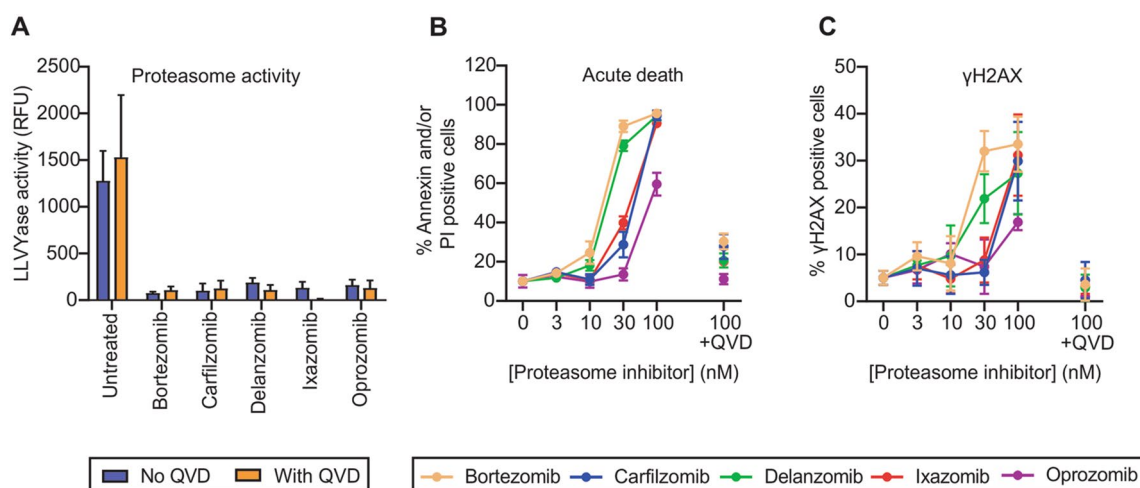 A
Proteasome activity
LLVYase activity (RFU)
2500
2000
1500
1000
500
0
Untreated
Bortezomib
Carfilzomib
Delanzomib
Ixazomib
Oprozomib
B
Acute death
% Annexin and/or
PI positive cells
120
100
80
60
40
20
0
0 3 10 30 100 100
+QVD
[Proteasome inhibitor] (nM)
C
γH2AX
% γH2AX positive cells
50
40
30
20
10
0
0 3 10 30 100 100
+QVD
[Proteasome inhibitor] (nM)
No QVD With QVD
Bortezomib Carfilzomib Delanzomib Ixazomib Oprozomib